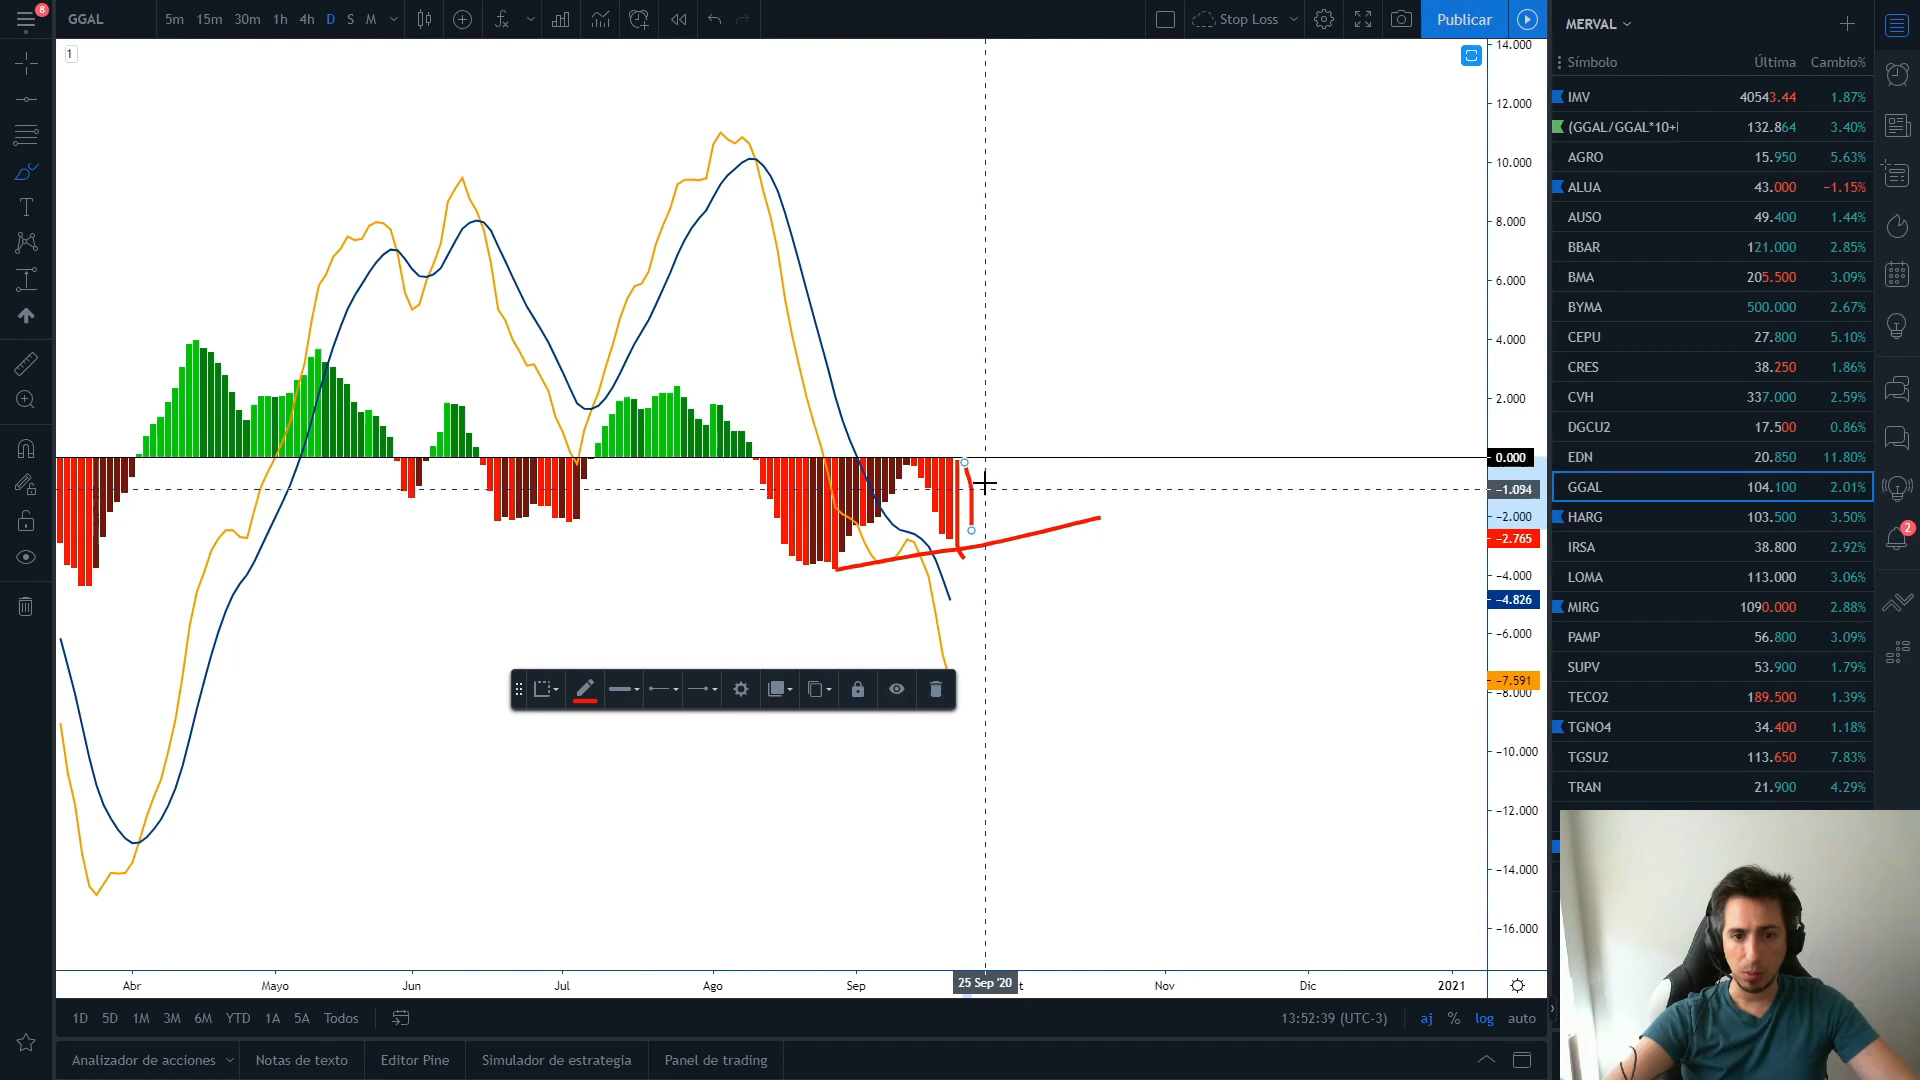 8
GGAL
5m 15m 30m 1h 4h D S M
Stop Loss
Publicar
MERVAL
1
Símbolo Última Cambio%
IMV 40543.44 1.87%
(GGAL/GGAL*10+ 132.864 3.40%
AGRO 15.950 5.63%
ALUA 43.000 −1.15%
AUSO 49.400 1.44%
BBAR 121.000 2.85%
BMA 205.500 3.09%
BYMA 500.000 2.67%
CEPU 27.800 5.10%
CRES 38.250 1.86%
CVH 337.000 2.59%
DGCU2 17.500 0.86%
EDN 20.850 11.80%
GGAL 104.100 2.01%
HARG 103.500 3.50%
IRSA 38.800 2.92%
LOMA 113.000 3.06%
MIRG 1090.000 2.88%
PAMP 56.800 3.09%
SUPV 53.900 1.79%
TECO2 189.500 1.39%
TGNO4 34.400 1.18%
TGSU2 113.650 7.83%
TRAN 21.900 4.29%
2
14.000
12.000
10.000
8.000
6.000
4.000
2.000
0.000
−1.094
−2.000
−2.765
−4.000
−4.826
−6.000
−7.591
−8.000
−10.000
−12.000
−14.000
−16.000
Abr Mayo Jun Jul Ago Sep 25 Sep '20 t Nov Dic 2021
1D 5D 1M 3M 6M YTD 1A 5A Todos
13:52:39 (UTC-3) aj % log auto
Analizador de acciones Notas de texto Editor Pine Simulador de estrategia Panel de trading